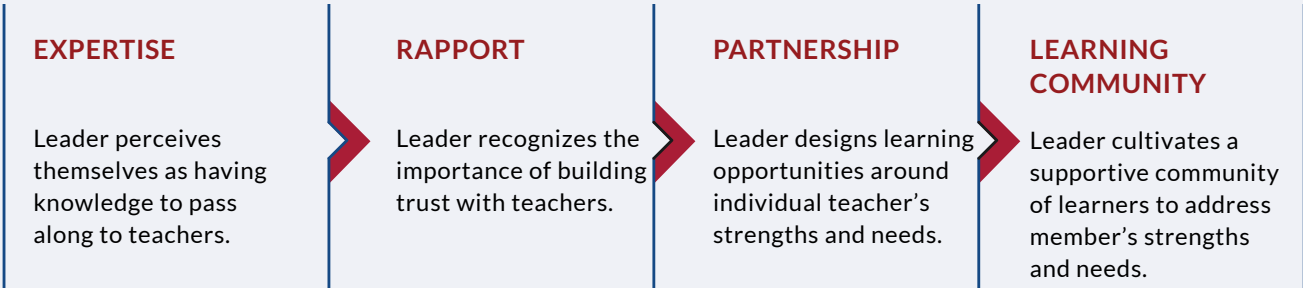 EXPERTISE
Leader perceives
themselves as having
knowledge to pass
along to teachers.
RAPPORT
Leader recognizes the
importance of building
trust with teachers.
PARTNERSHIP
Leader designs learning
opportunities around
individual teacher’s
strengths and needs.
LEARNING
COMMUNITY
Leader cultivates a
supportive community
of learners to address
member’s strengths
and needs.